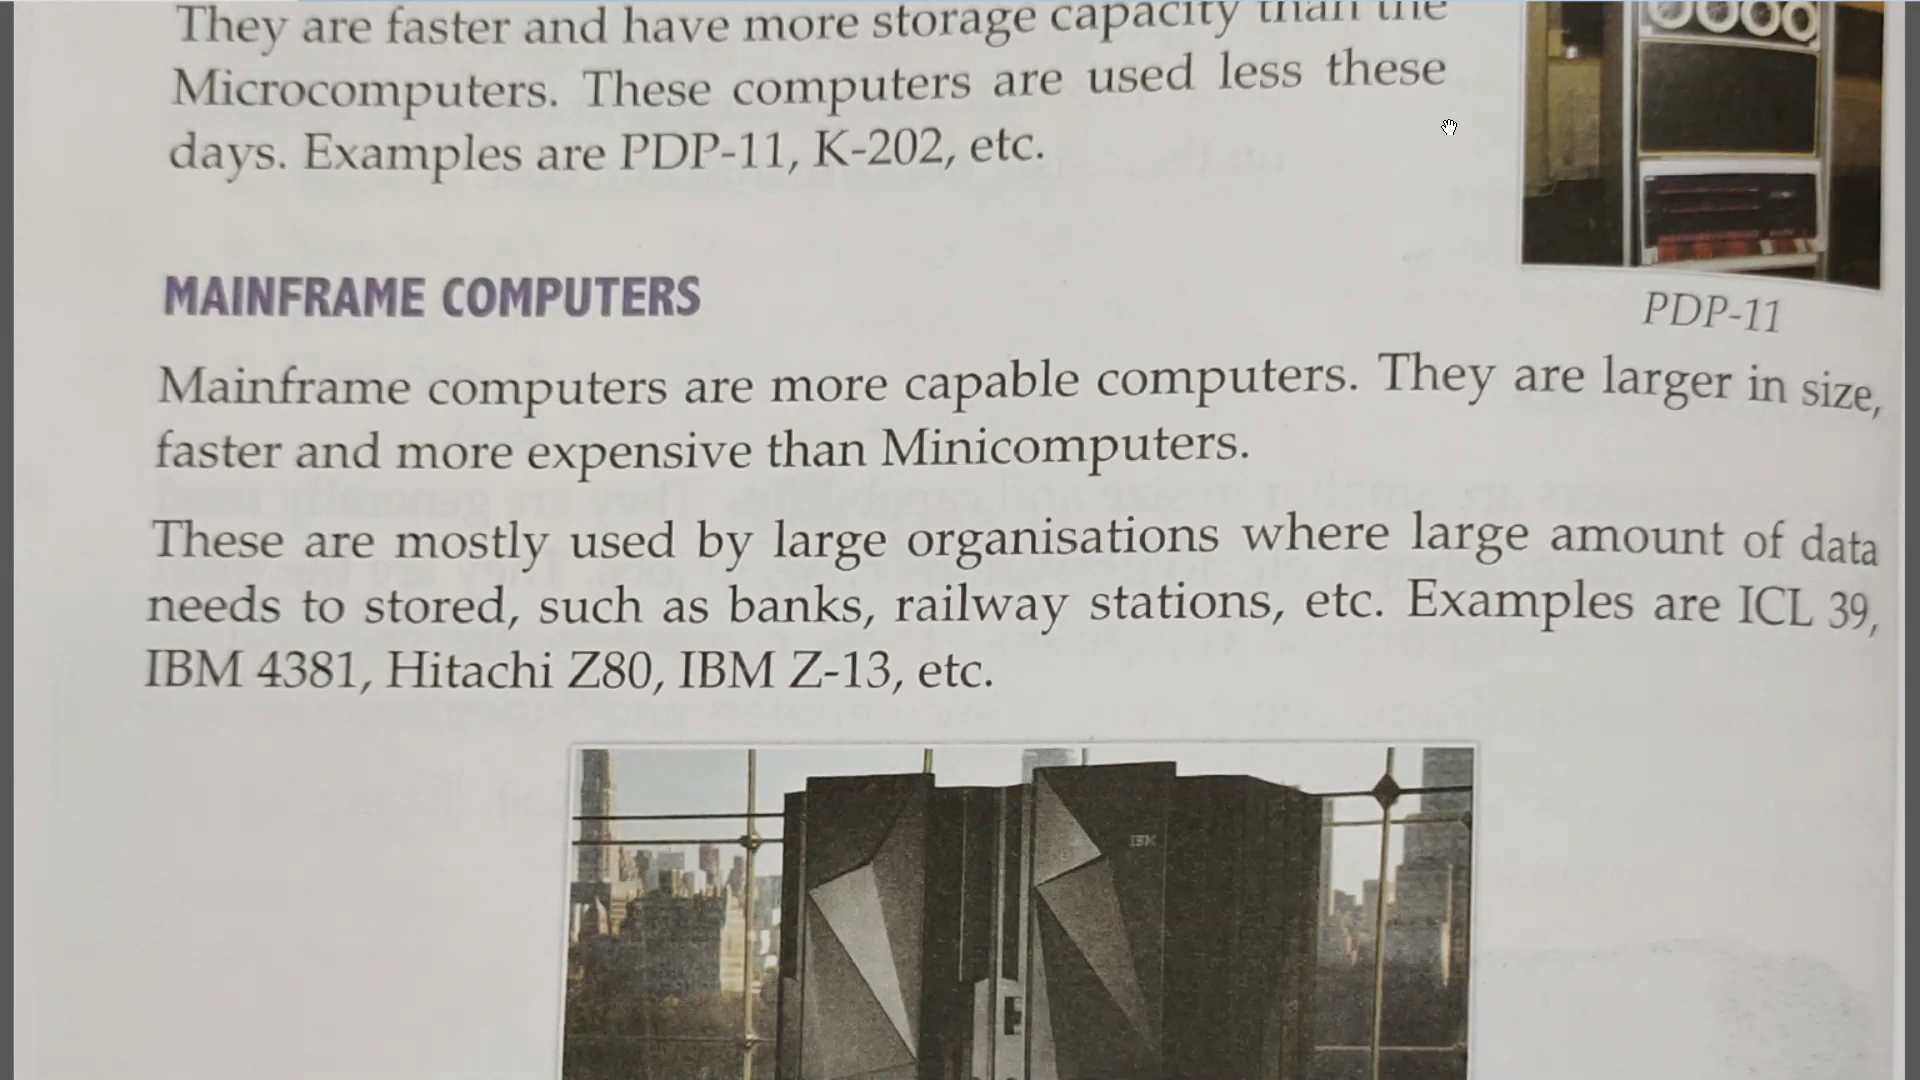 They are faster and have more storage capacity than the
Microcomputers. These computers are used less these
days. Examples are PDP-11, K-202, etc.
PDP-11
MAINFRAME COMPUTERS
Mainframe computers are more capable computers. They are larger in size,
faster and more expensive than Minicomputers.
These are mostly used by large organisations where large amount of data
needs to stored, such as banks, railway stations, etc. Examples are ICL 39,
IBM 4381, Hitachi Z80, IBM Z-13, etc.
IBM